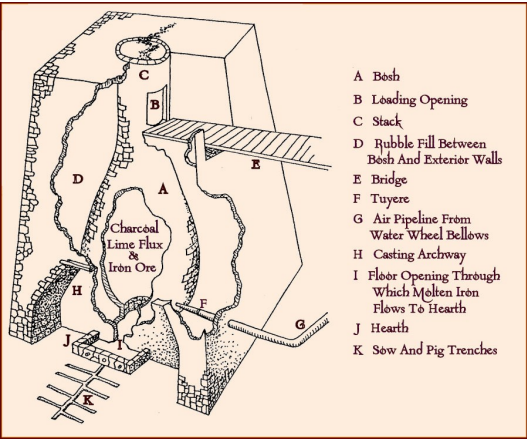 C
B
E
D
A
Charcoal
Lime Flux
&
Iron Ore
H
F
G
J
I
K
A Bosh
B Loading Opening
C Stack
D Rubble Fill Between
Bosh And Exterior Walls
E Bridge
F Tuyere
G Air Pipeline From
Water Wheel Bellows
H Casting Archway
I Floor Opening Through
Which Molten Iron
Flows To Hearth
J Hearth
K Sow And Pig Trenches